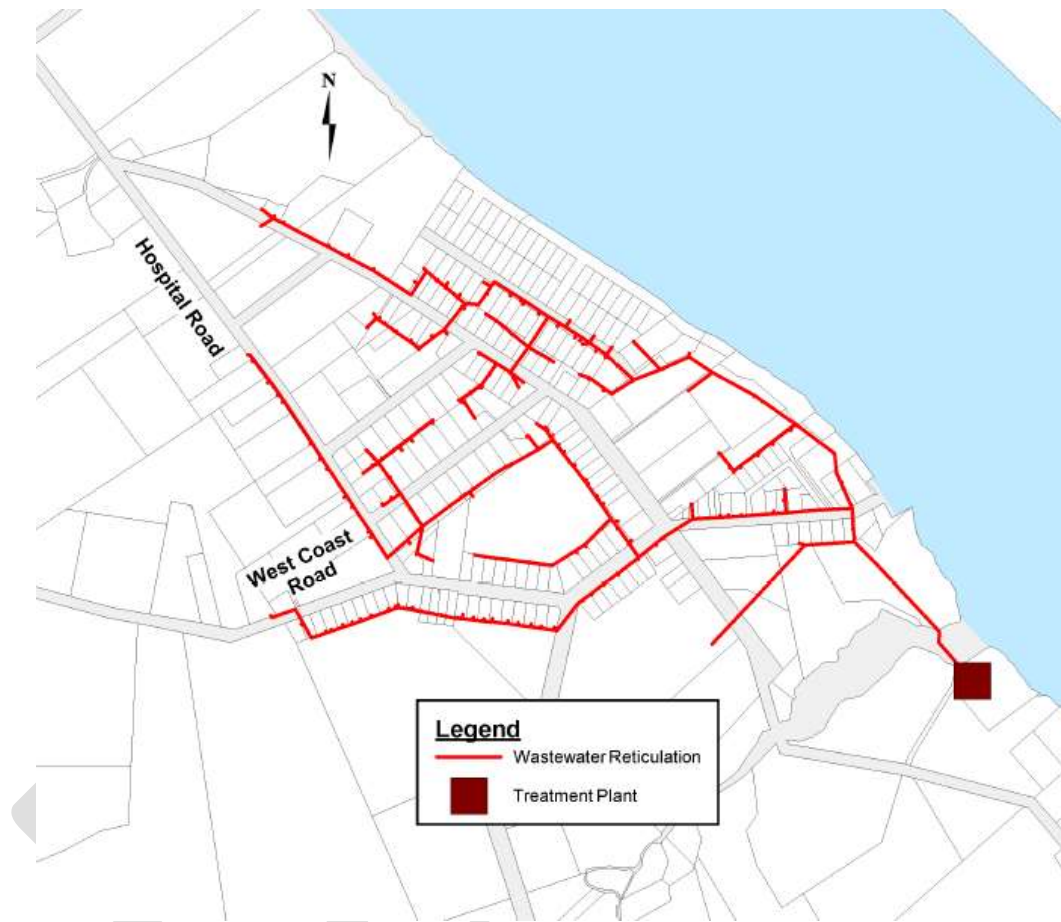 N
Hospital Road
West Coast
Road
Legend
Wastewater Reticulation
Treatment Plant